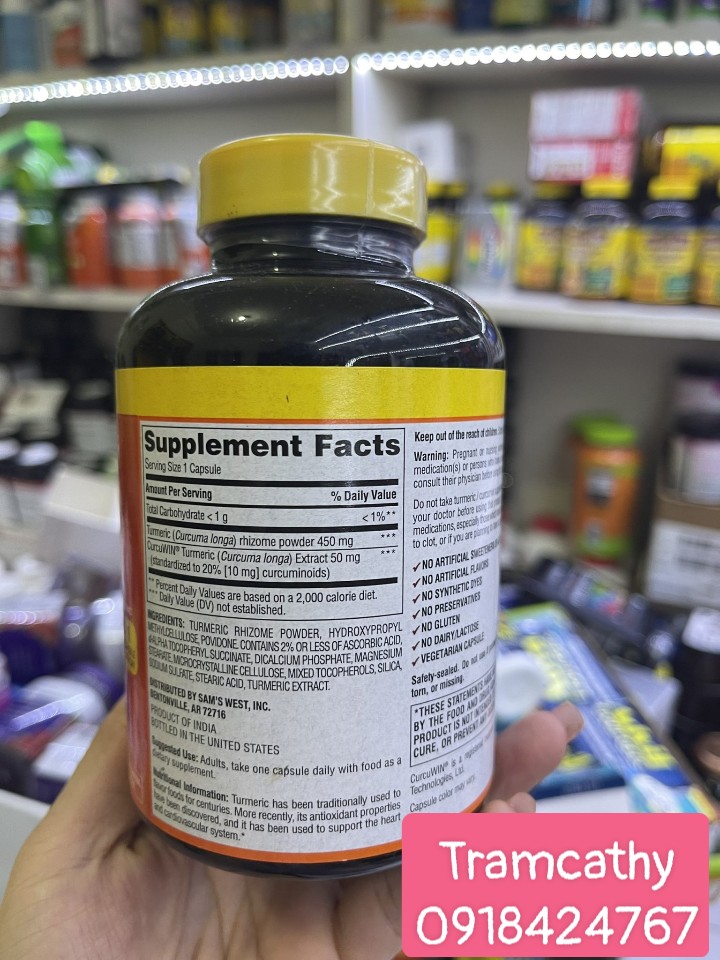 Supplement Facts
Serving Size 1 Capsule
Amount Per Serving % Daily Value
Total Carbohydrate < 1 g < 1%**
Turmeric (Curcuma longa) rhizome powder 450 mg ***
CurcuWIN® Turmeric (Curcuma longa) Extract 50 mg ***
(standardized to 20% [10 mg] curcuminoids)
** Percent Daily Values are based on a 2,000 calorie diet.
*** Daily Value (DV) not established.
INGREDIENTS: TURMERIC RHIZOME POWDER, HYDROXYPROPYL
METHYLCELLULOSE, POVIDONE. CONTAINS 2% OR LESS OF ASCORBIC ACID,
dALPHA TOCOPHERYL SUCCINATE, DICALCIUM PHOSPHATE, MAGNESIUM
STEARATE, MICROCRYSTALLINE CELLULOSE, MIXED TOCOPHEROLS, SILICA,
SODIUM SULFATE, STEARIC ACID, TURMERIC EXTRACT.
DISTRIBUTED BY SAM'S WEST, INC.
BENTONVILLE, AR 72716
PRODUCT OF INDIA
BOTTLED IN THE UNITED STATES
Suggested Use: Adults, take one capsule daily with food as a
dietary supplement.
Nutritional Information: Turmeric has been traditionally used to
flavor foods for centuries. More recently, its antioxidant properties
have been discovered, and it has been used to support the heart
and cardiovascular system.*
Keep out of the reach of children.
Warning: Pregnant or nursing
medication(s) or persons who
consult their physician before
Do not take turmeric / curcumin
your doctor before using
medications, especially those
to clot, or if you are planning
✓NO ARTIFICIAL SWEETENERS
✓NO ARTIFICIAL FLAVORS
✓NO SYNTHETIC DYES
✓NO PRESERVATIVES
✓NO GLUTEN
✓NO DAIRY/LACTOSE
✓VEGETARIAN CAPSULE
Safety-sealed. Do not use if
torn, or missing.
*THESE STATEMENTS
BY THE FOOD AND
PRODUCT IS NOT
CURE, OR PREVENT
CurcuWIN® is a registered
Technologies, Ltd.
Capsule color may vary.
Tramcathy
0918424767